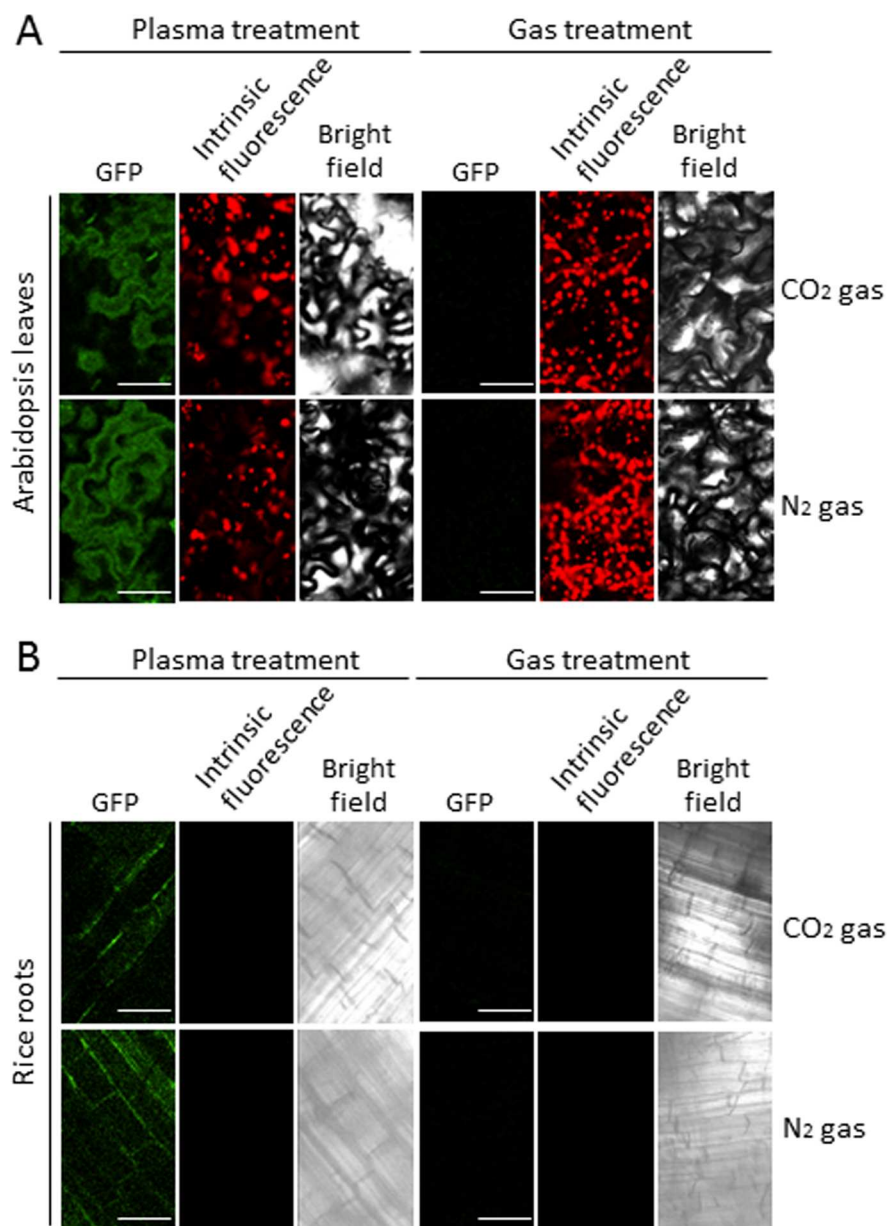 A
Plasma treatment
Gas treatment
GFP
Intrinsic
fluorescence
Bright
field
GFP
Intrinsic
fluorescence
Bright
field
Arabidopsis leaves
CO2 gas
N2 gas
B
Plasma treatment
Gas treatment
GFP
Intrinsic
fluorescence
Bright
field
GFP
Intrinsic
fluorescence
Bright
field
Rice roots
CO2 gas
N2 gas